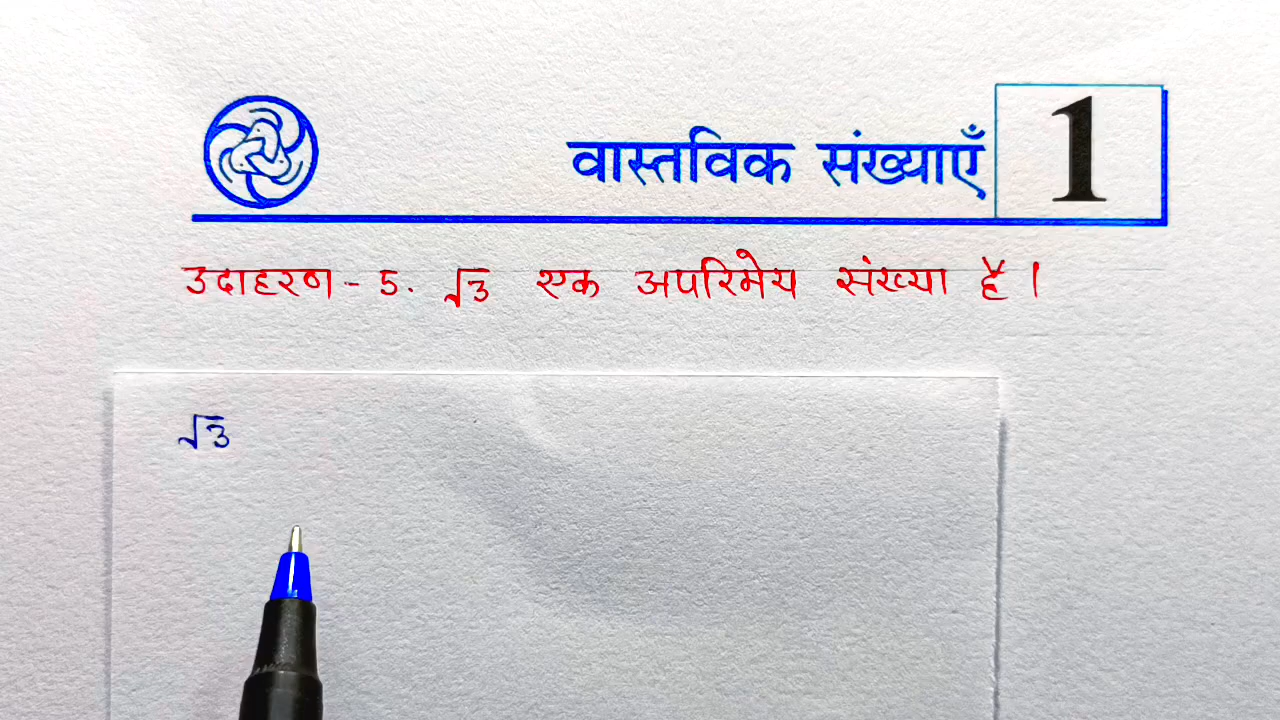 वास्तविक संख्याएँ 1
उदाहरण - 5. √3 एक अपरिमेय संख्या है।
√3